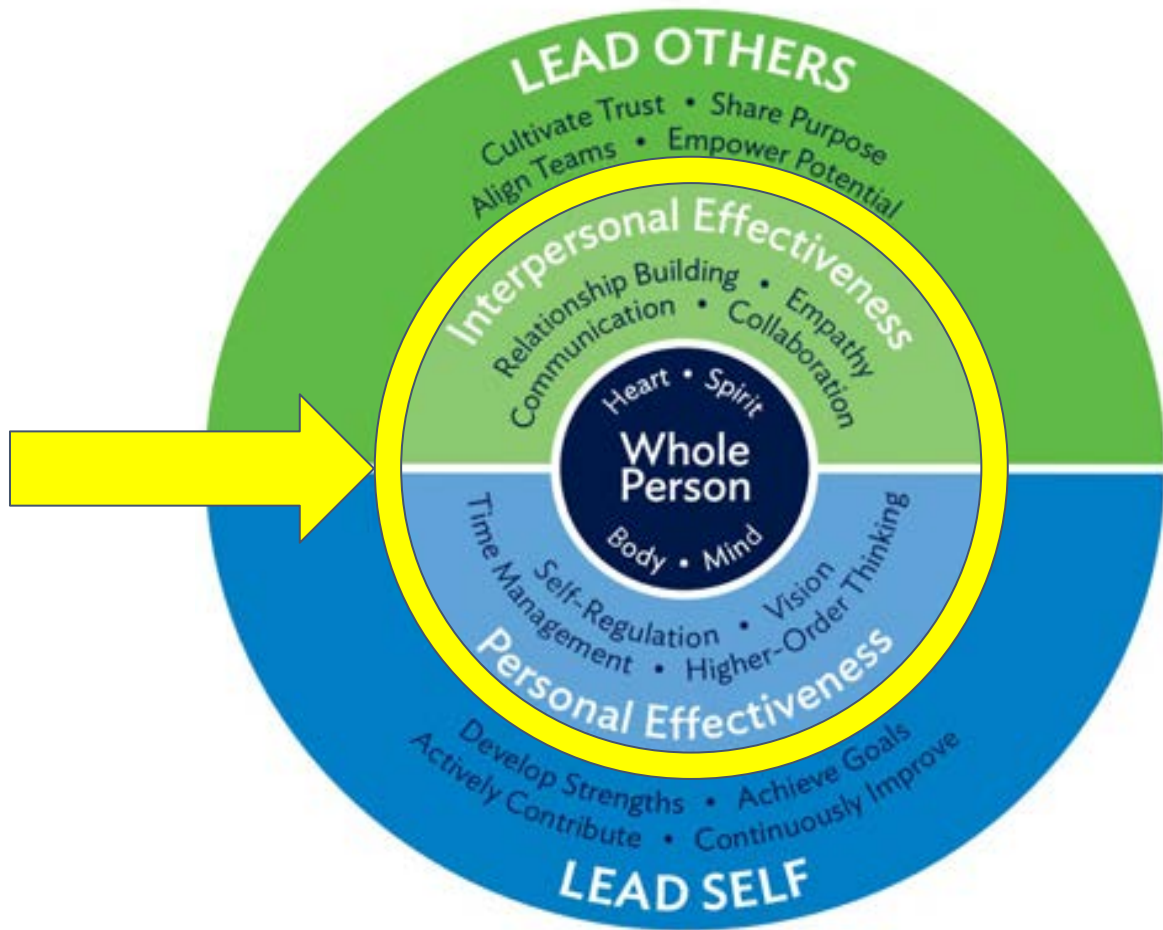 LEAD OTHERS
Cultivate Trust • Share Purpose
Align Teams • Empower Potential
Interpersonal Effectiveness
Relationship Building • Empathy
Communication • Collaboration
Heart • Spirit
Whole
Person
Body • Mind
Self-Regulation • Vision
Time Management • Higher-Order Thinking
Personal Effectiveness
Develop Strengths • Achieve Goals
Actively Contribute • Continuously Improve
LEAD SELF